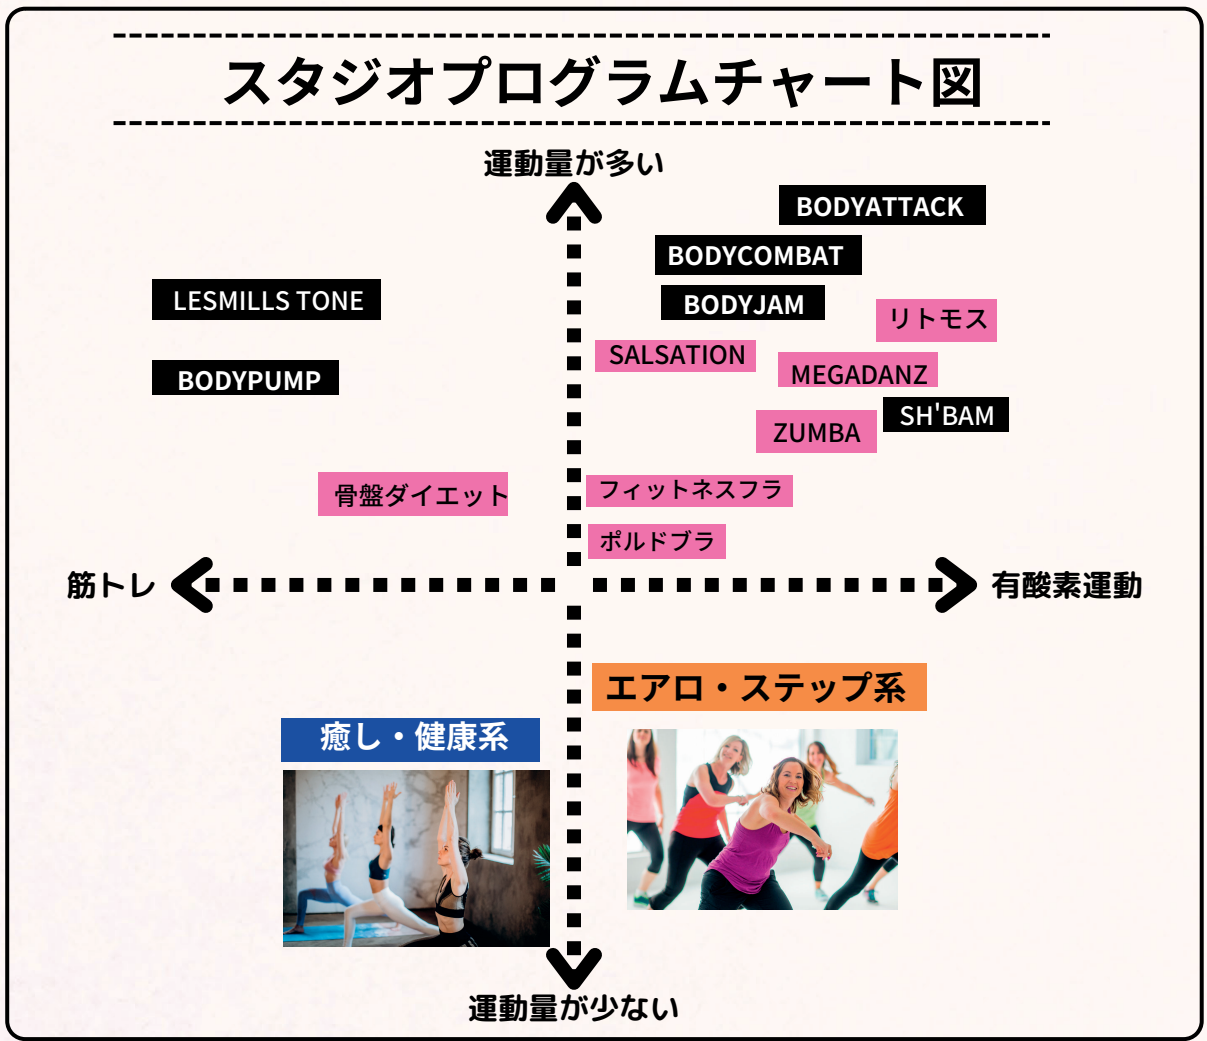 スタジオプログラムチャート図
運動量が多い
BODYATTACK
BODYCOMBAT
LESMILLS TONE
BODYJAM
リトモス
SALSATION
MEGADANZ
BODYPUMP
SH'BAM
ZUMBA
骨盤ダイエット
フィットネスフラ
ポルドブラ
筋トレ
有酸素運動
エアロ・ステップ系
癒し・健康系
運動量が少ない